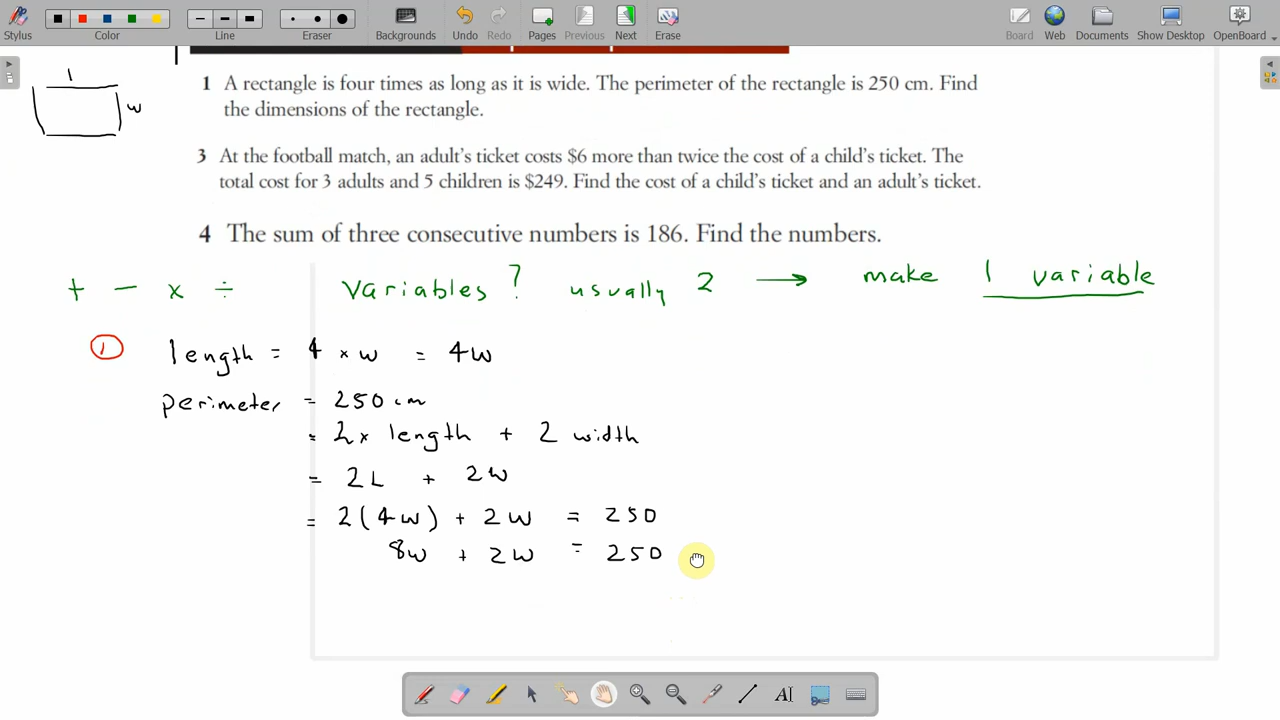 Stylus
Color
Line
Eraser
Backgrounds
Undo
Redo
Pages
Previous
Next
Erase
Board
Web
Documents
Show Desktop
OpenBoard
l
w
1 A rectangle is four times as long as it is wide. The perimeter of the rectangle is 250 cm. Find
the dimensions of the rectangle.
3 At the football match, an adult's ticket costs $6 more than twice the cost of a child's ticket. The
total cost for 3 adults and 5 children is $249. Find the cost of a child's ticket and an adult's ticket.
4 The sum of three consecutive numbers is 186. Find the numbers.
+ − × ÷ variables ? usually 2 → make 1 variable
① length = 4 × w = 4w
perimeter = 250 cm
= 2 × length + 2 width
= 2L + 2w
= 2(4w) + 2w = 250
8w + 2w = 250
AI